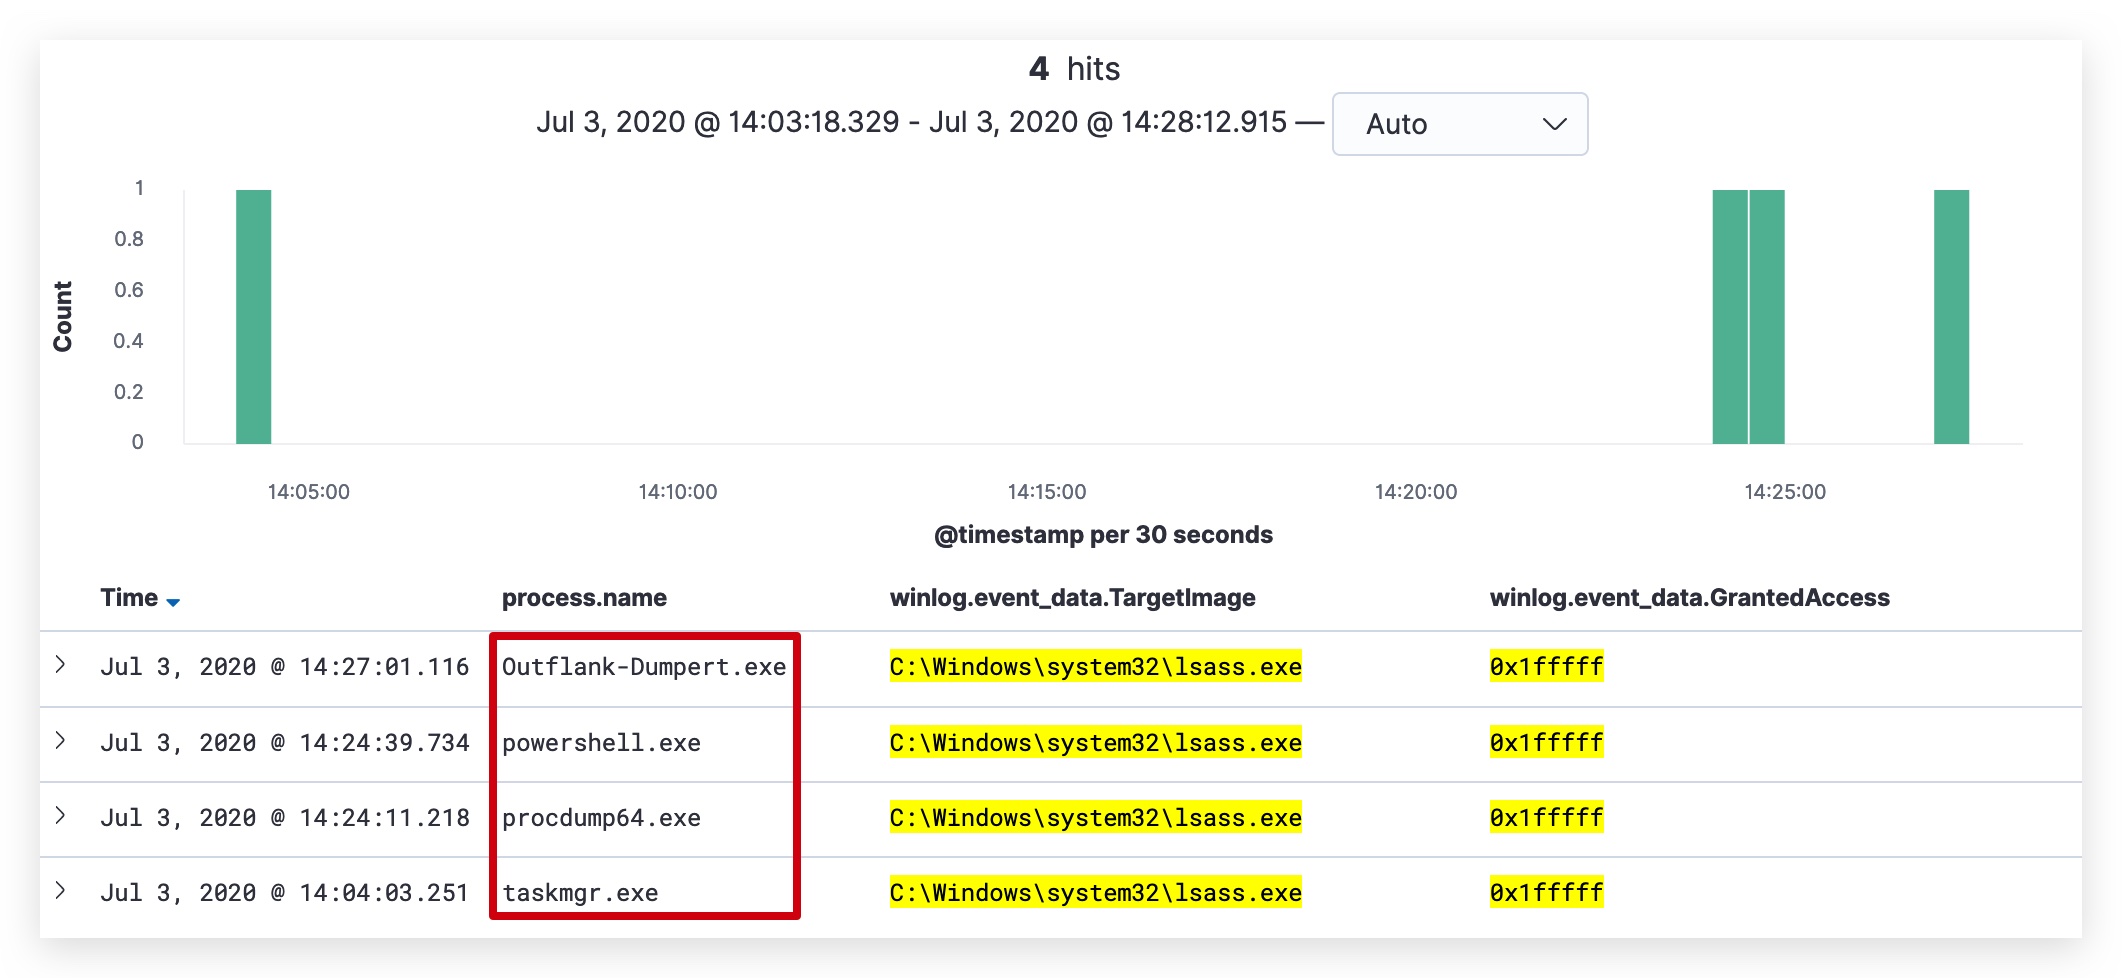 4 hits
Jul 3, 2020 @ 14:03:18.329 - Jul 3, 2020 @ 14:28:12.915 — Auto
1
0.8
0.6
0.4
0.2
0
Count
14:05:00 14:10:00 14:15:00 14:20:00 14:25:00
@timestamp per 30 seconds
Time process.name winlog.event_data.TargetImage winlog.event_data.GrantedAccess
Jul 3, 2020 @ 14:27:01.116 Outflank-Dumpert.exe C:\Windows\system32\lsass.exe 0x1fffff
Jul 3, 2020 @ 14:24:39.734 powershell.exe C:\Windows\system32\lsass.exe 0x1fffff
Jul 3, 2020 @ 14:24:11.218 procdump64.exe C:\Windows\system32\lsass.exe 0x1fffff
Jul 3, 2020 @ 14:04:03.251 taskmgr.exe C:\Windows\system32\lsass.exe 0x1fffff